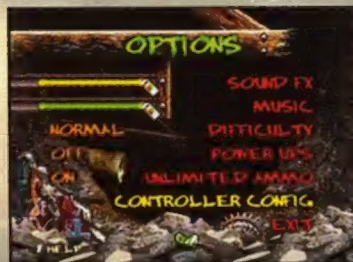 OPTIONS
SOUND FX
MUSIC
NORMAL DIFFICULTY
OFF POWER UPS
ON UNLIMITED AMMO
CONTROLLER CONFIG.
EXIT
HELP